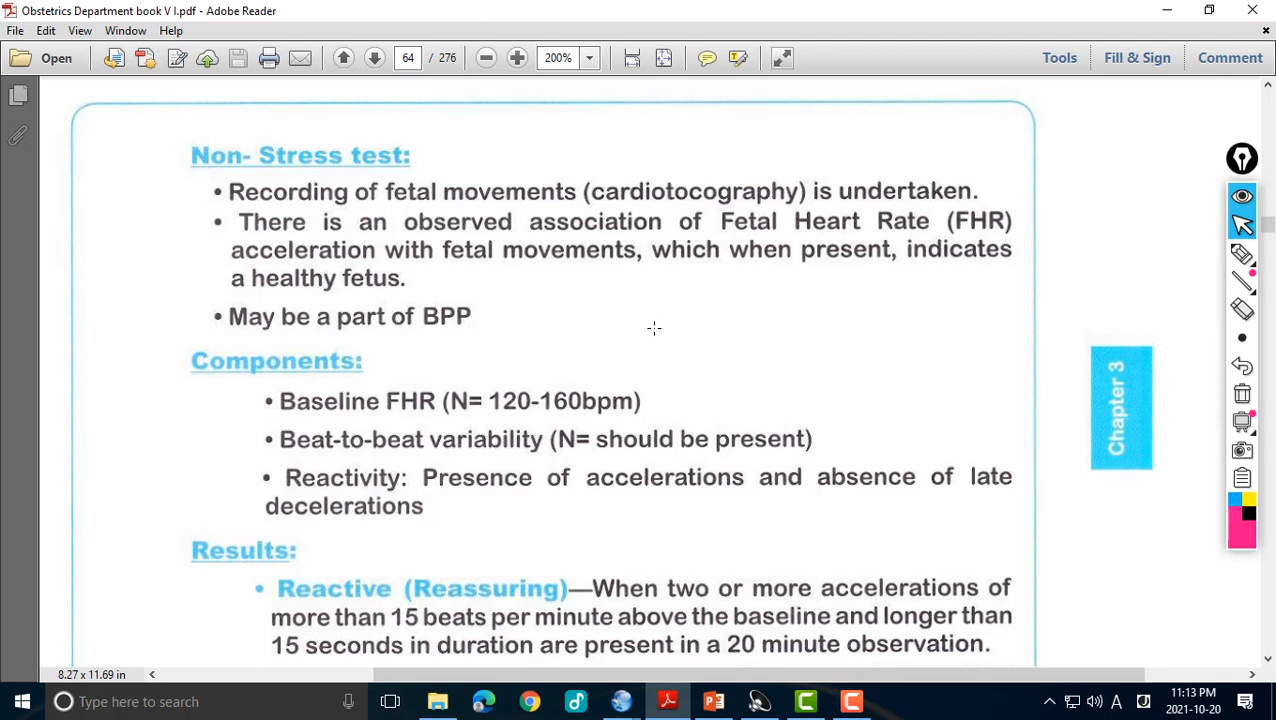 Obstetrics Department book V I.pdf - Adobe Reader
File Edit View Window Help
Open 64 / 276 200% Tools Fill & Sign Comment
Non- Stress test:
• Recording of fetal movements (cardiotocography) is undertaken.
• There is an observed association of Fetal Heart Rate (FHR)
acceleration with fetal movements, which when present, indicates
a healthy fetus.
• May be a part of BPP
Components:
• Baseline FHR (N= 120-160bpm)
• Beat-to-beat variability (N= should be present)
• Reactivity: Presence of accelerations and absence of late
decelerations
Chapter 3
Results:
• Reactive (Reassuring)—When two or more accelerations of
more than 15 beats per minute above the baseline and longer than
15 seconds in duration are present in a 20 minute observation.
8.27 x 11.69 in
Type here to search
A
11:13 PM
2021-10-20